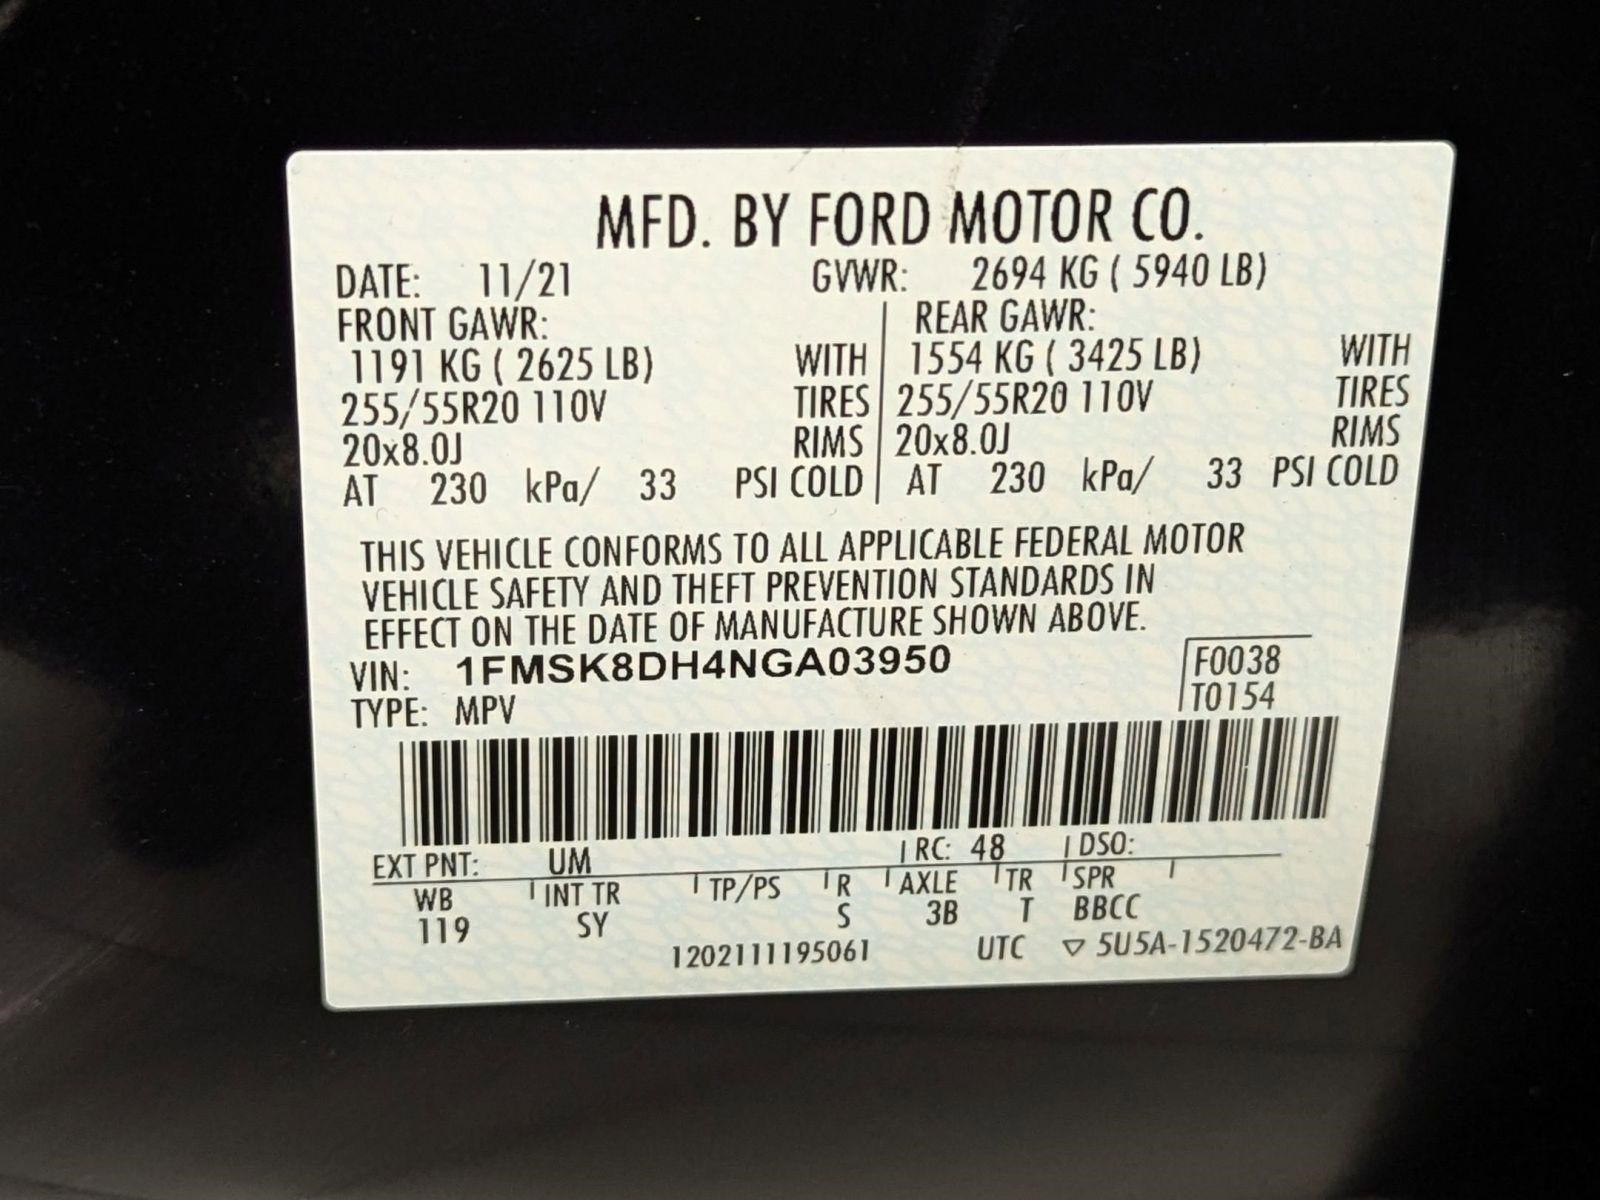 MFD. BY FORD MOTOR CO.
DATE: 11/21 GVWR: 2694 KG ( 5940 LB)
FRONT GAWR: REAR GAWR:
1191 KG ( 2625 LB) WITH 1554 KG ( 3425 LB) WITH
255/55R20 110V TIRES 255/55R20 110V TIRES
20x8.0J RIMS 20x8.0J RIMS
AT 230 kPa/ 33 PSI COLD AT 230 kPa/ 33 PSI COLD
THIS VEHICLE CONFORMS TO ALL APPLICABLE FEDERAL MOTOR
VEHICLE SAFETY AND THEFT PREVENTION STANDARDS IN
EFFECT ON THE DATE OF MANUFACTURE SHOWN ABOVE.
VIN: 1FMSK8DH4NGA03950 F0038
TYPE: MPV T0154
EXT PNT: UM RC: 48 DSO:
WB INT TR TP/PS R AXLE TR SPR
119 SY S 3B T BBCC
1202111195061 UTC ▽ 5U5A-1520472-BA